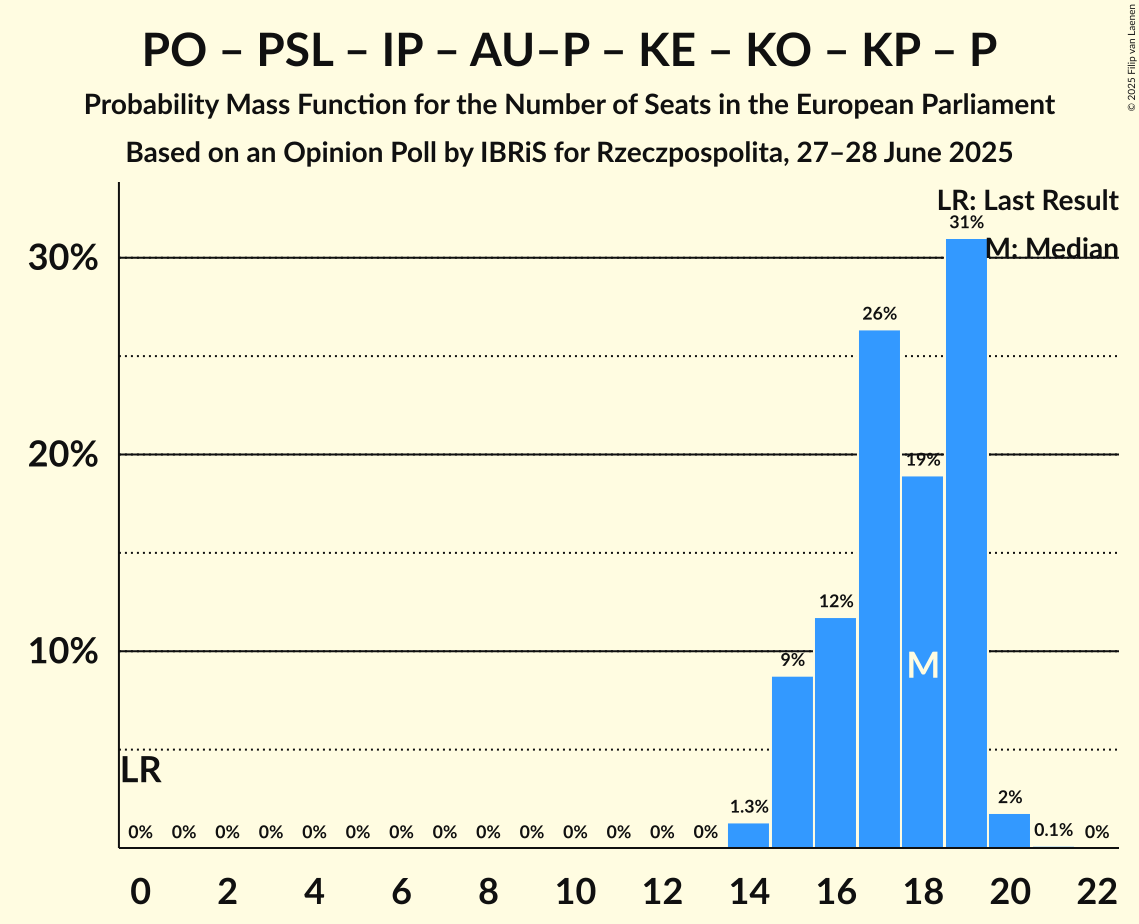 PO – PSL – IP – AU–P – KE – KO – KP – P
Probability Mass Function for the Number of Seats in the European Parliament
Based on an Opinion Poll by IBRiS for Rzeczpospolita, 27–28 June 2025
© 2025 Filip van Laenen
LR: Last Result
M: Median
30%
20%
10%
31%
26%
19%
12%
9%
M
LR
0% 0% 0% 0% 0% 0% 0% 0% 0% 0% 0% 0% 0% 0% 1.3% 2% 0.1% 0%
0 2 4 6 8 10 12 14 16 18 20 22